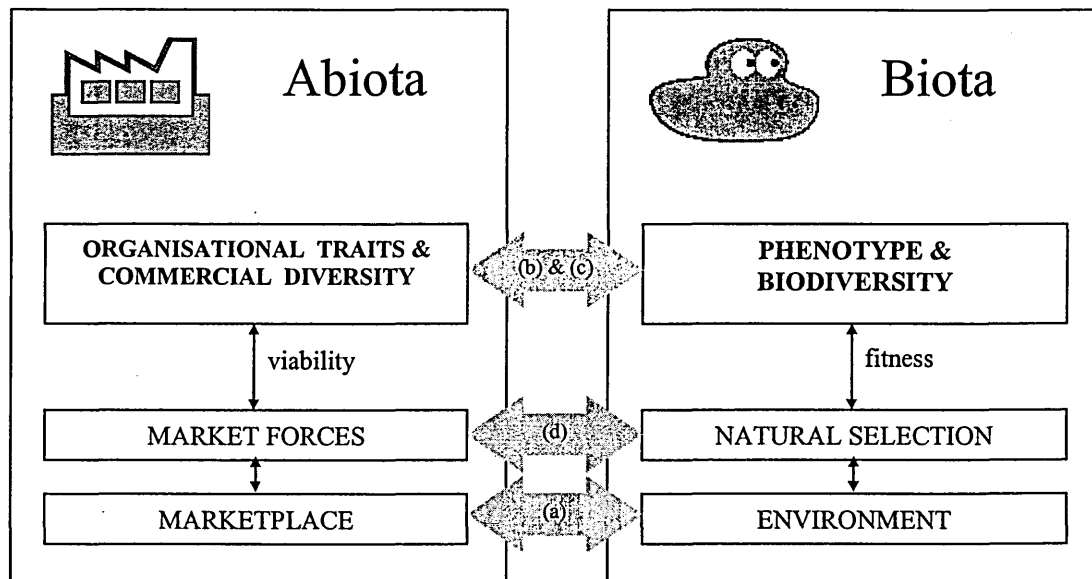 Abiota
Biota
ORGANISATIONAL TRAITS &
COMMERCIAL DIVERSITY
(b) & (c)
PHENOTYPE &
BIODIVERSITY
viability
fitness
MARKET FORCES
(d)
NATURAL SELECTION
MARKETPLACE
(a)
ENVIRONMENT